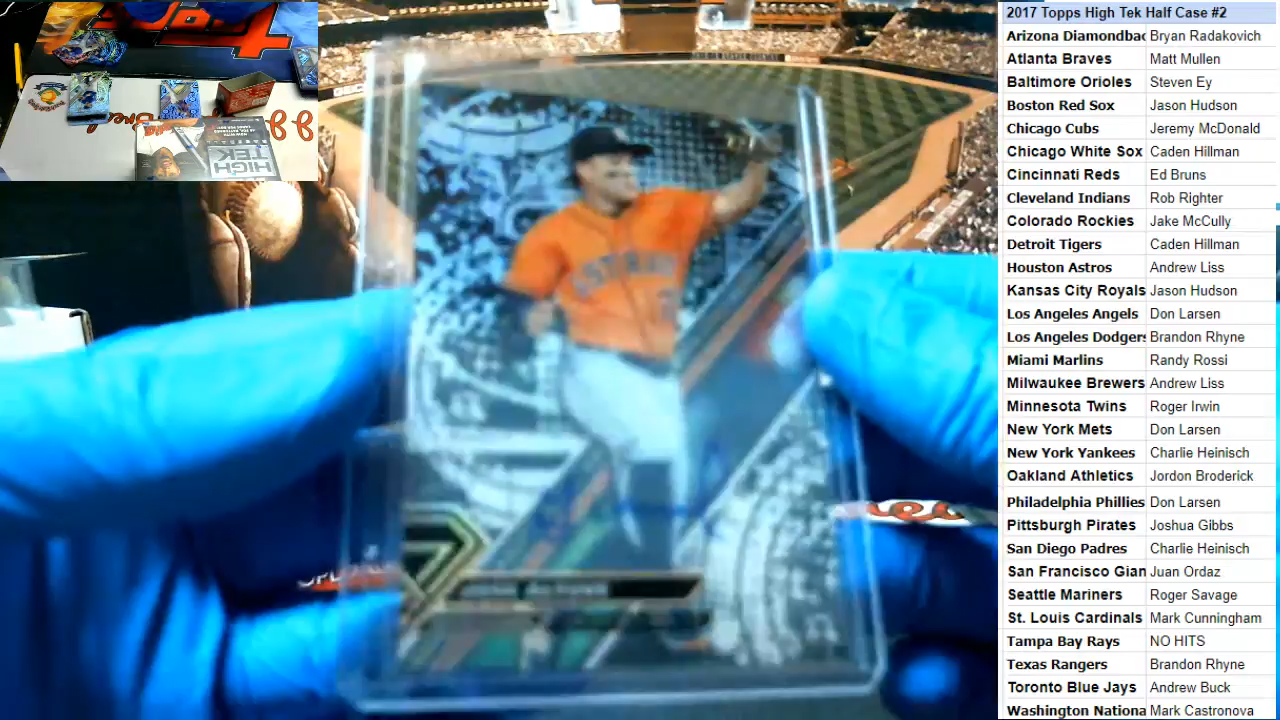 2017 Topps High Tek Half Case #2
Arizona Diamondbac Bryan Radakovich
Atlanta Braves Matt Mullen
Baltimore Orioles Steven Ey
Boston Red Sox Jason Hudson
Chicago Cubs Jeremy McDonald
Chicago White Sox Caden Hillman
Cincinnati Reds Ed Bruns
Cleveland Indians Rob Righter
Colorado Rockies Jake McCully
Detroit Tigers Caden Hillman
Houston Astros Andrew Liss
Kansas City Royals Jason Hudson
Los Angeles Angels Don Larsen
Los Angeles Dodgers Brandon Rhyne
Miami Marlins Randy Rossi
Milwaukee Brewers Andrew Liss
Minnesota Twins Roger Irwin
New York Mets Don Larsen
New York Yankees Charlie Heinisch
Oakland Athletics Jordon Broderick
Philadelphia Phillies Don Larsen
Pittsburgh Pirates Joshua Gibbs
San Diego Padres Charlie Heinisch
San Francisco Gian Juan Ordaz
Seattle Mariners Roger Savage
St. Louis Cardinals Mark Cunningham
Tampa Bay Rays NO HITS
Texas Rangers Brandon Rhyne
Toronto Blue Jays Andrew Buck
Washington Nationa Mark Castronova
HIGH
TEK
ASTROS